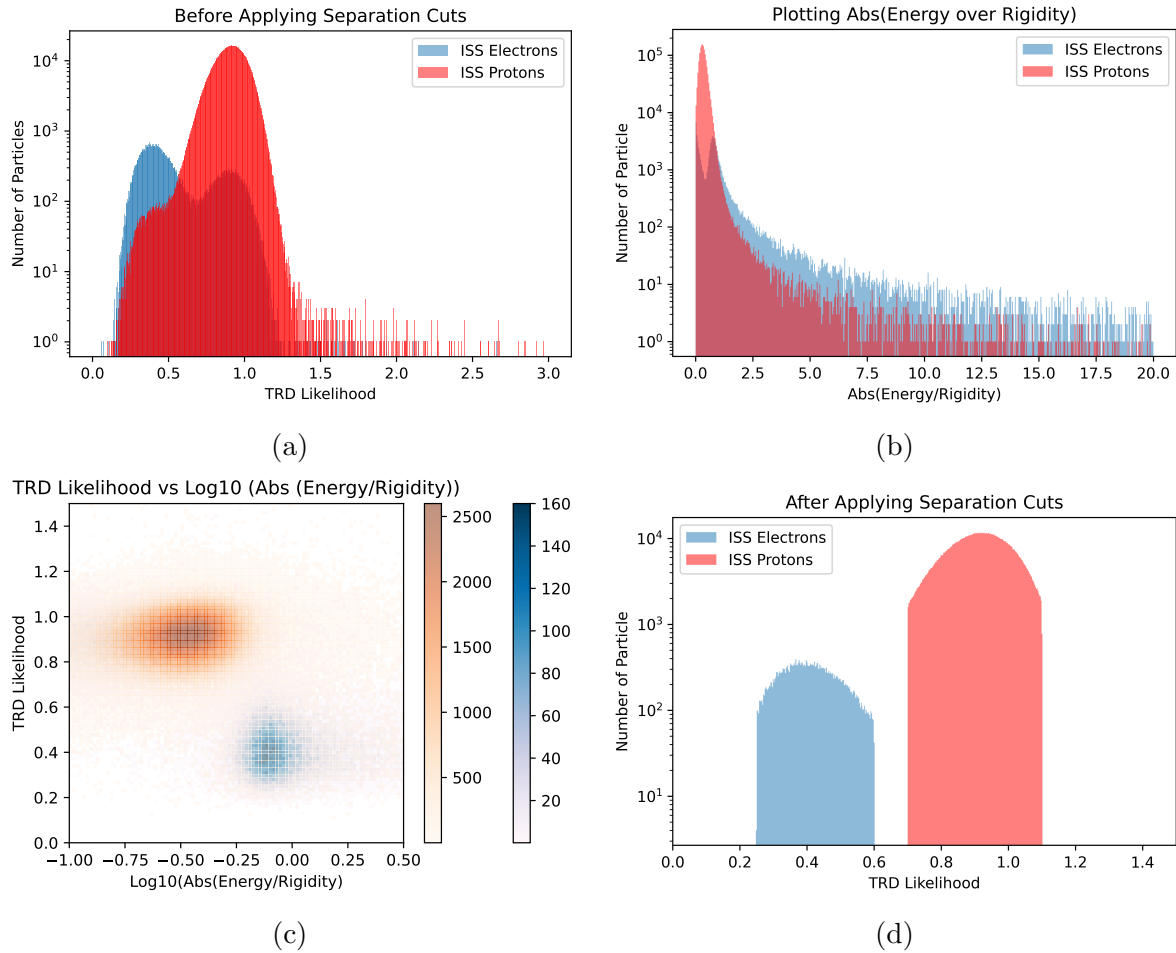 Before Applying Separation Cuts
Number of Particles
10^4
10^3
10^2
10^1
10^0
ISS Electrons
ISS Protons
0.0 0.5 1.0 1.5 2.0 2.5 3.0
TRD Likelihood
(a)
Plotting Abs(Energy over Rigidity)
Number of Particle
10^5
10^4
10^3
10^2
10^1
10^0
ISS Electrons
ISS Protons
0.0 2.5 5.0 7.5 10.0 12.5 15.0 17.5 20.0
Abs(Energy/Rigidity)
(b)
TRD Likelihood vs Log10 (Abs (Energy/Rigidity))
TRD Likelihood
1.4
1.2
1.0
0.8
0.6
0.4
0.2
0.0
−1.00 −0.75 −0.50 −0.25 0.00 0.25 0.50
Log10(Abs(Energy/Rigidity)
2500
2000
1500
1000
500
160
140
120
100
80
60
40
20
(c)
After Applying Separation Cuts
Number of Particle
10^4
10^3
10^2
10^1
ISS Electrons
ISS Protons
0.0 0.2 0.4 0.6 0.8 1.0 1.2 1.4
TRD Likelihood
(d)